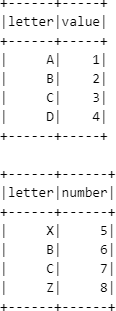 +------+-----+
|letter|value|
+------+-----+
|     A|    1|
|     B|    2|
|     C|    3|
|     D|    4|
+------+-----+

+------+------+
|letter|number|
+------+------+
|     X|     5|
|     B|     6|
|     C|     7|
|     Z|     8|
+------+------+